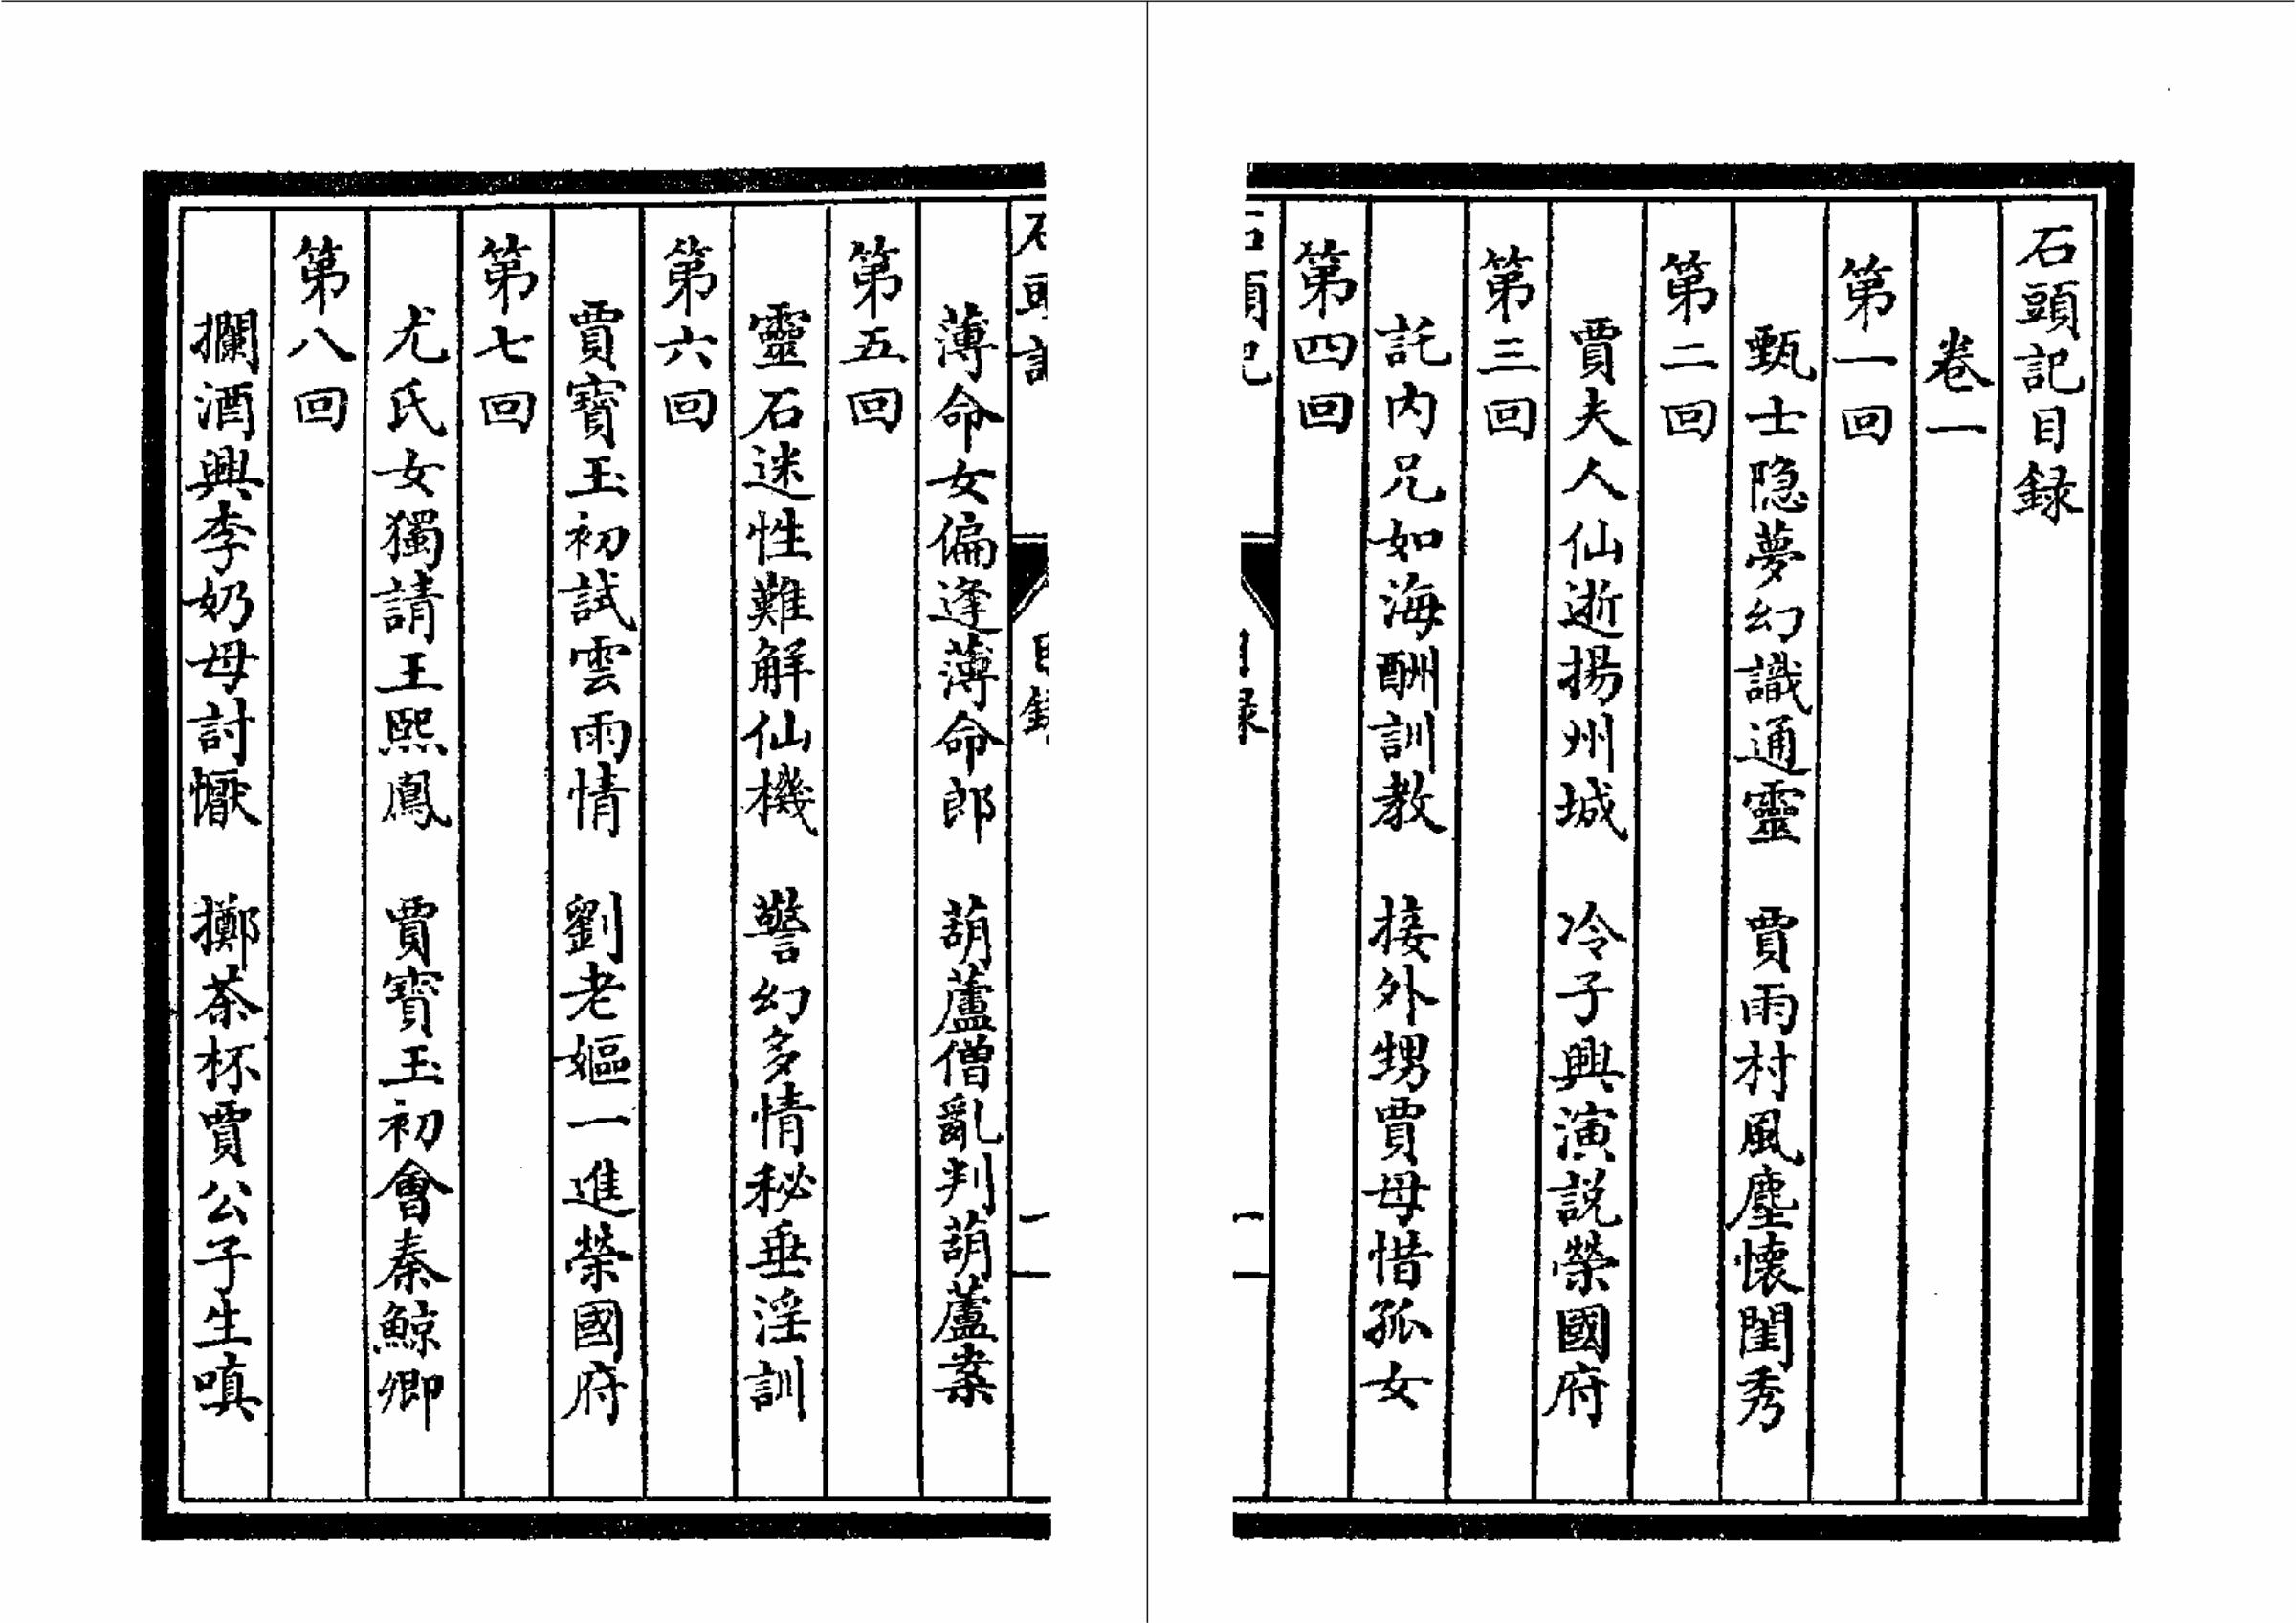 石頭記目録
卷一
第一回
甄士隐夢幻識通靈　賈雨村風塵懷閨秀
第二回
賈夫人仙逝揚州城　冷子興演説榮國府
第三回
託内兄如海酬訓教　接外甥賈母惜孤女
第四回
石頭記　目録　一
薄命女偏逢薄命郎　葫蘆僧亂判葫蘆案
第五回
靈石迷性難解仙機　警幻多情秘垂淫訓
第六回
賈寶玉初試雲雨情　劉老嫗一進榮國府
第七回
尤氏女獨請王熙鳳　賈寶玉初會秦鯨卿
第八回
攔酒興李奶母討懨　擲茶杯賈公子生嗔